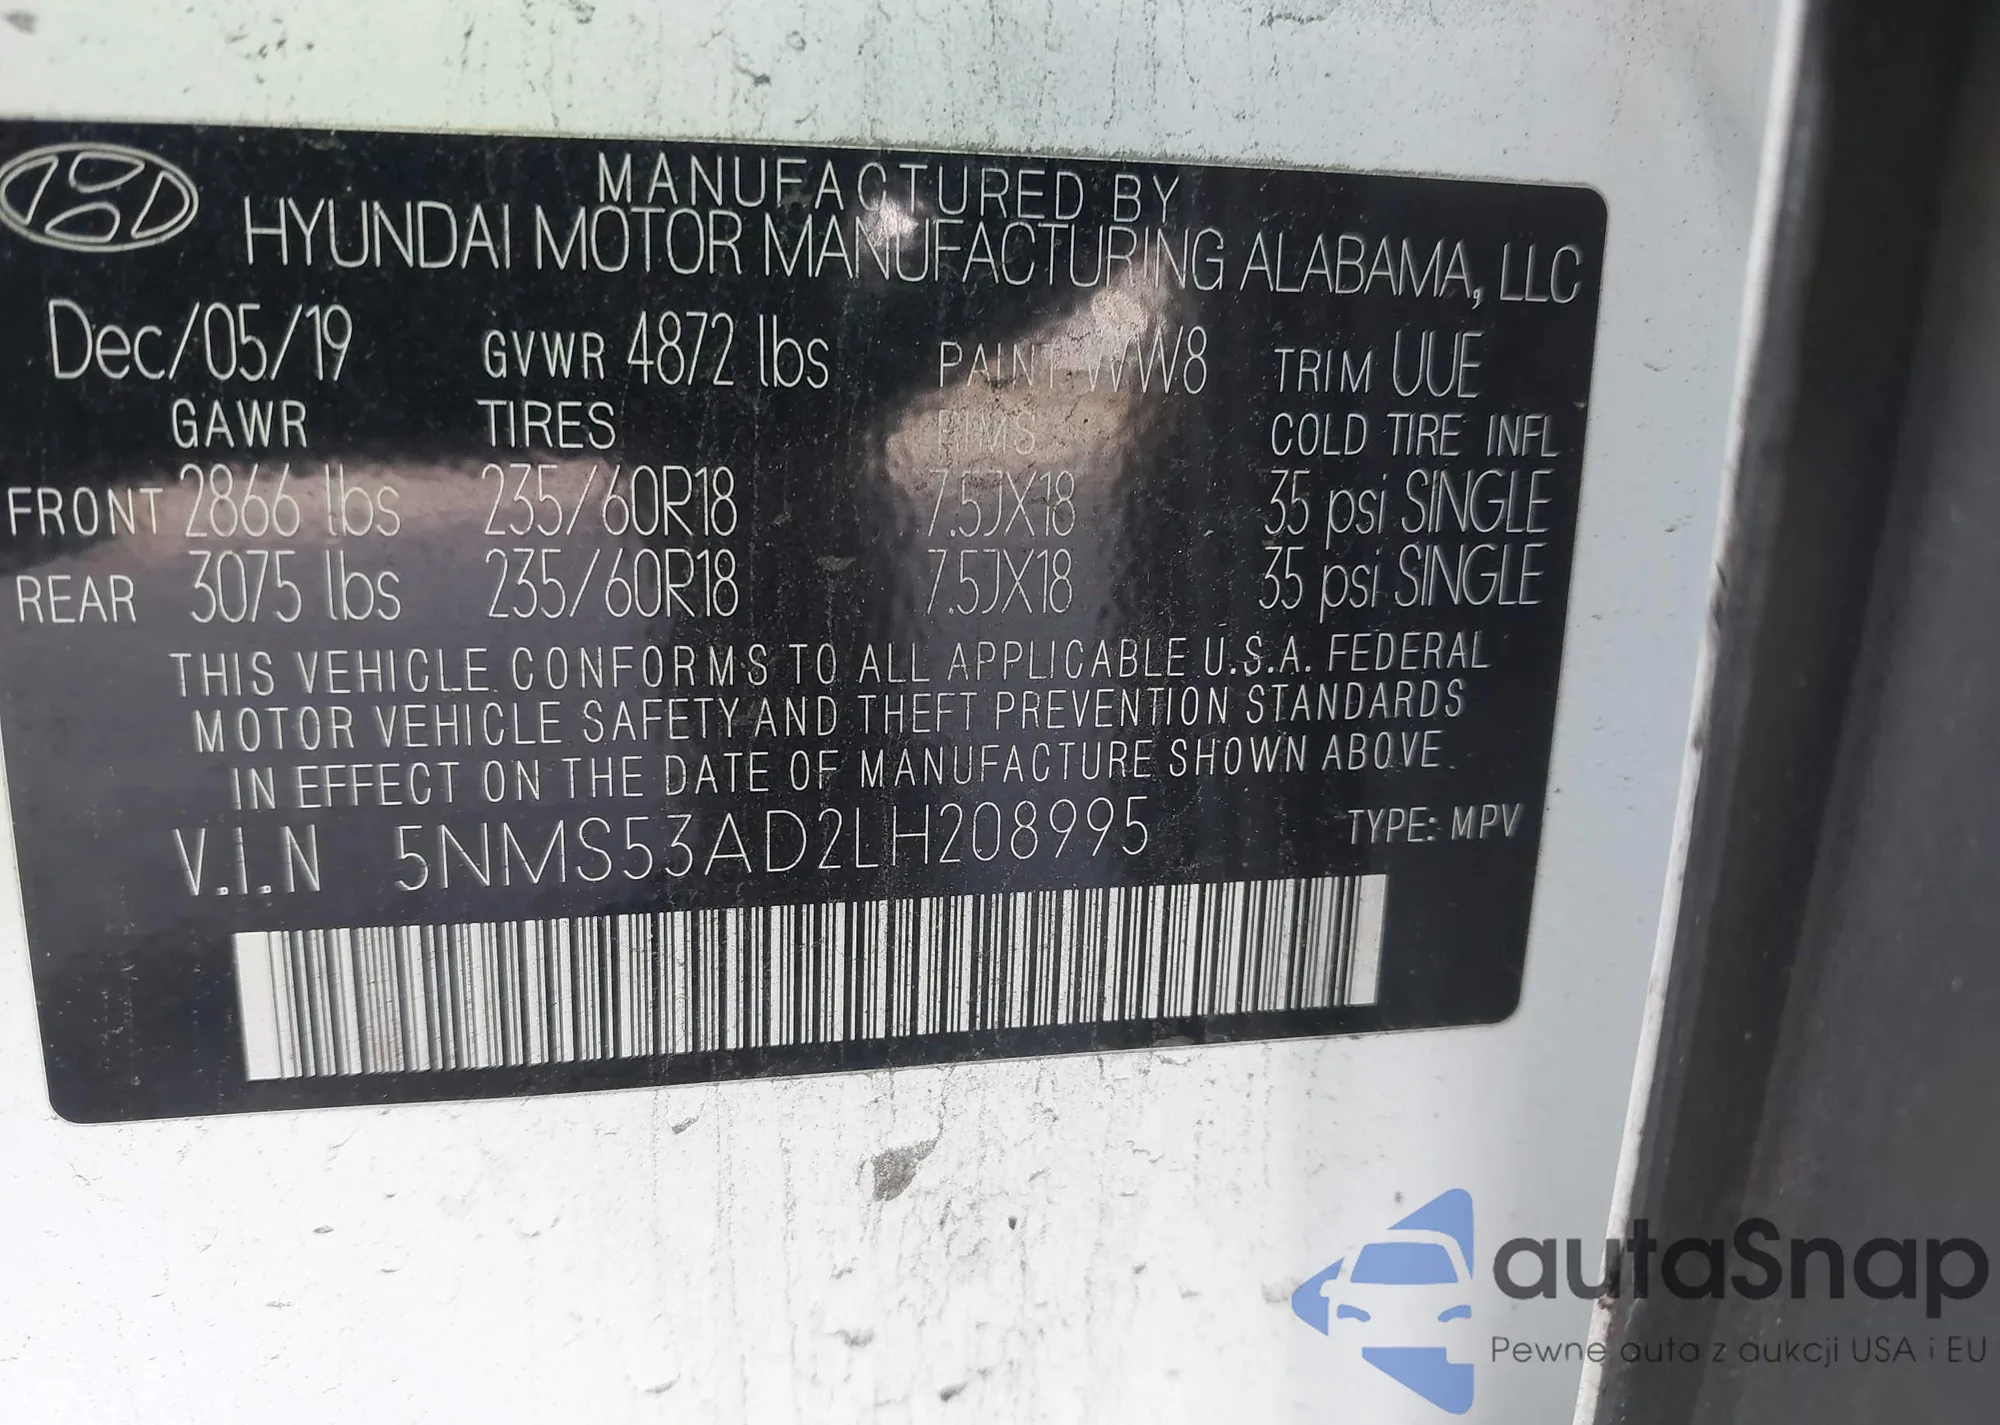 MANUFACTURED BY
HYUNDAI MOTOR MANUFACTURING ALABAMA, LLC
Dec/05/19 GVWR 4872 lbs PAINT WW8 TRIM UUE
GAWR TIRES RIMS COLD TIRE INFL
FRONT 2866 lbs 235/60R18 7.5JX18 35 psi SINGLE
REAR 3075 lbs 235/60R18 7.5JX18 35 psi SINGLE
THIS VEHICLE CONFORMS TO ALL APPLICABLE U.S.A. FEDERAL
MOTOR VEHICLE SAFETY AND THEFT PREVENTION STANDARDS
IN EFFECT ON THE DATE OF MANUFACTURE SHOWN ABOVE.
V.I.N 5NMS53AD2LH208995 TYPE: MPV
autaSnap
Pewne auta z aukcji USA i EU